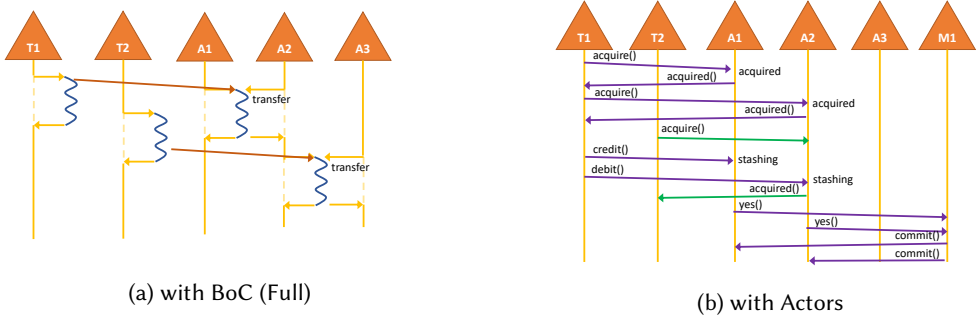 T1 T2 A1 A2 A3
transfer
transfer
(a) with BoC (Full)
T1 T2 A1 A2 A3 M1
acquire()
acquired() acquired
acquire()
acquired() acquired
acquire()
credit() stashing
debit() stashing
acquired()
yes()
yes()
commit()
commit()
(b) with Actors